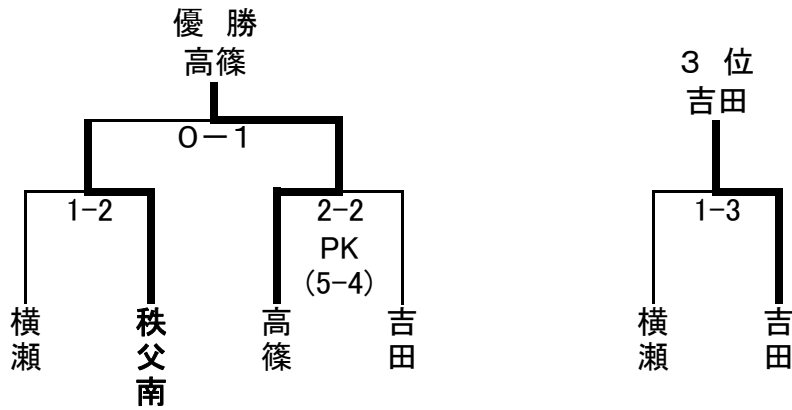 優 勝
高篠
0－1
1-2
2-2
PK
(5-4)
横瀬
秩父南
高篠
吉田
3 位
吉田
1-3
横瀬
吉田